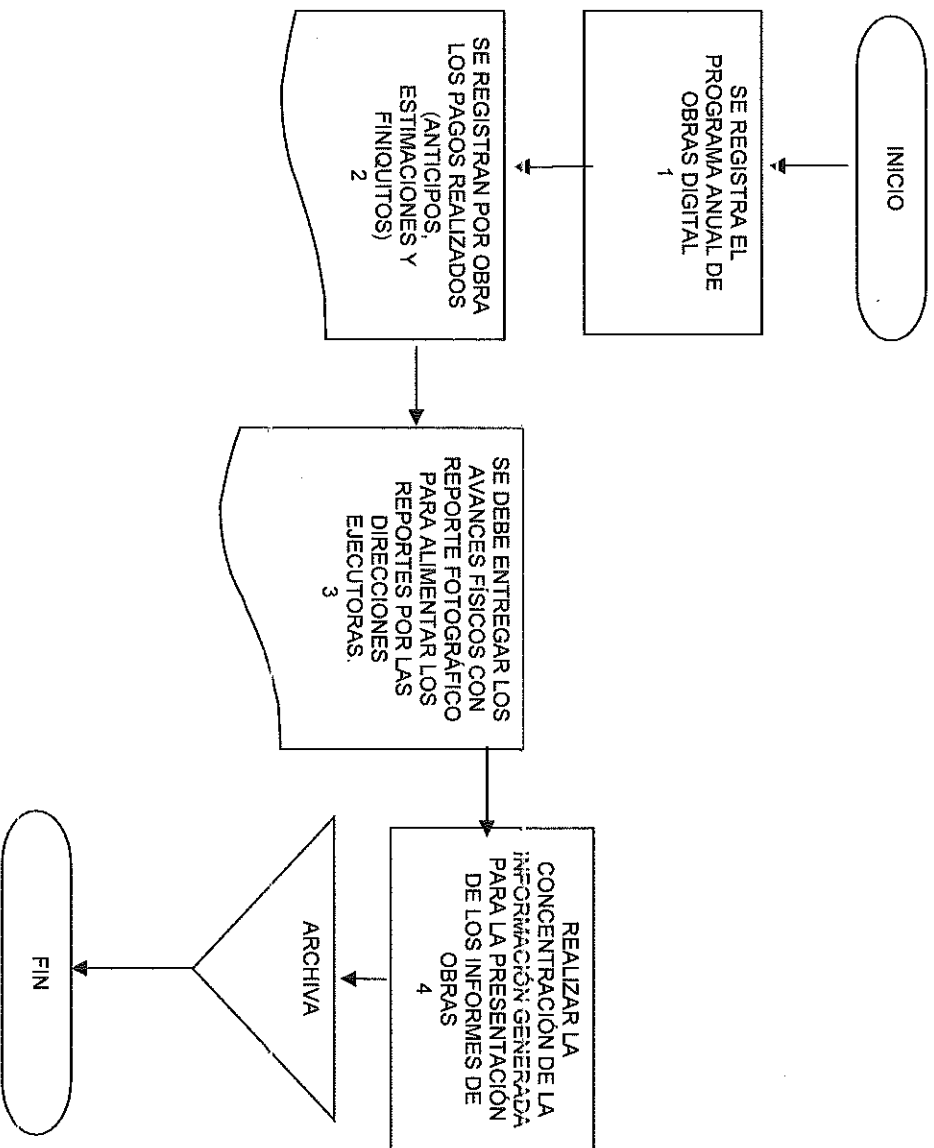 INICIO
SE REGISTRA EL
PROGRAMA ANUAL DE
OBRAS DIGITAL
1
SE REGISTRAN POR OBRA
LOS PAGOS REALIZADOS
(ANTICIPOS,
ESTIMACIONES Y
FINIQUITOS)
2
SE DEBE ENTREGAR LOS
AVANCES FÍSICOS CON
REPORTE FOTOGRÁFICO
PARA ALIMENTAR LOS
REPORTES POR LAS
DIRECCIONES
EJECUTORAS.
3
REALIZAR LA
CONCENTRACIÓN DE LA
INFORMACIÓN GENERADA
PARA LA PRESENTACIÓN
DE LOS INFORMES DE
OBRAS
4
ARCHIVA
FIN